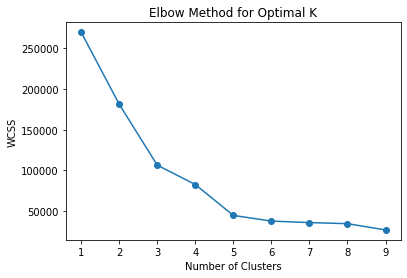 Elbow Method for Optimal K
250000
200000
150000
100000
50000
WCSS
1 2 3 4 5 6 7 8 9
Number of Clusters